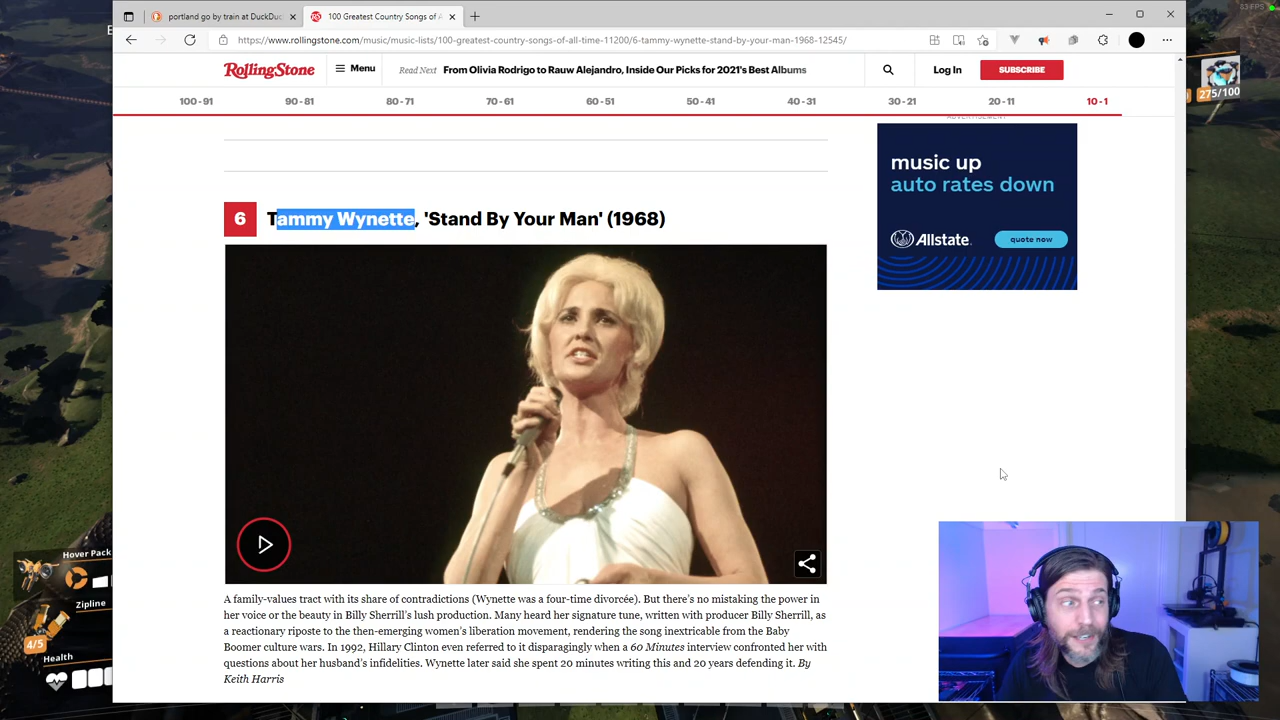 83 FPS
portland go by train at DuckDuc
100 Greatest Country Songs of A
https://www.rollingstone.com/music/music-lists/100-greatest-country-songs-of-all-time-11200/6-tammy-wynette-stand-by-your-man-1968-12545/
RollingStone
Menu
Read Next
From Olivia Rodrigo to Rauw Alejandro, Inside Our Picks for 2021's Best Albums
Log In
SUBSCRIBE
100 - 91
90 - 81
80 - 71
70 - 61
60 - 51
50 - 41
40 - 31
30 - 21
20 - 11
10 - 1
275/100
ADVERTISEMENT
music up
auto rates down
Allstate.
quote now
6
Tammy Wynette, 'Stand By Your Man' (1968)
A family-values tract with its share of contradictions (Wynette was a four-time divorcée). But there's no mistaking the power in
her voice or the beauty in Billy Sherrill's lush production. Many heard her signature tune, written with producer Billy Sherrill, as
a reactionary riposte to the then-emerging women's liberation movement, rendering the song inextricable from the Baby
Boomer culture wars. In 1992, Hillary Clinton even referred to it disparagingly when a 60 Minutes interview confronted her with
questions about her husband's infidelities. Wynette later said she spent 20 minutes writing this and 20 years defending it. By
Keith Harris
Hover Pack
Zipline
4/5
Health